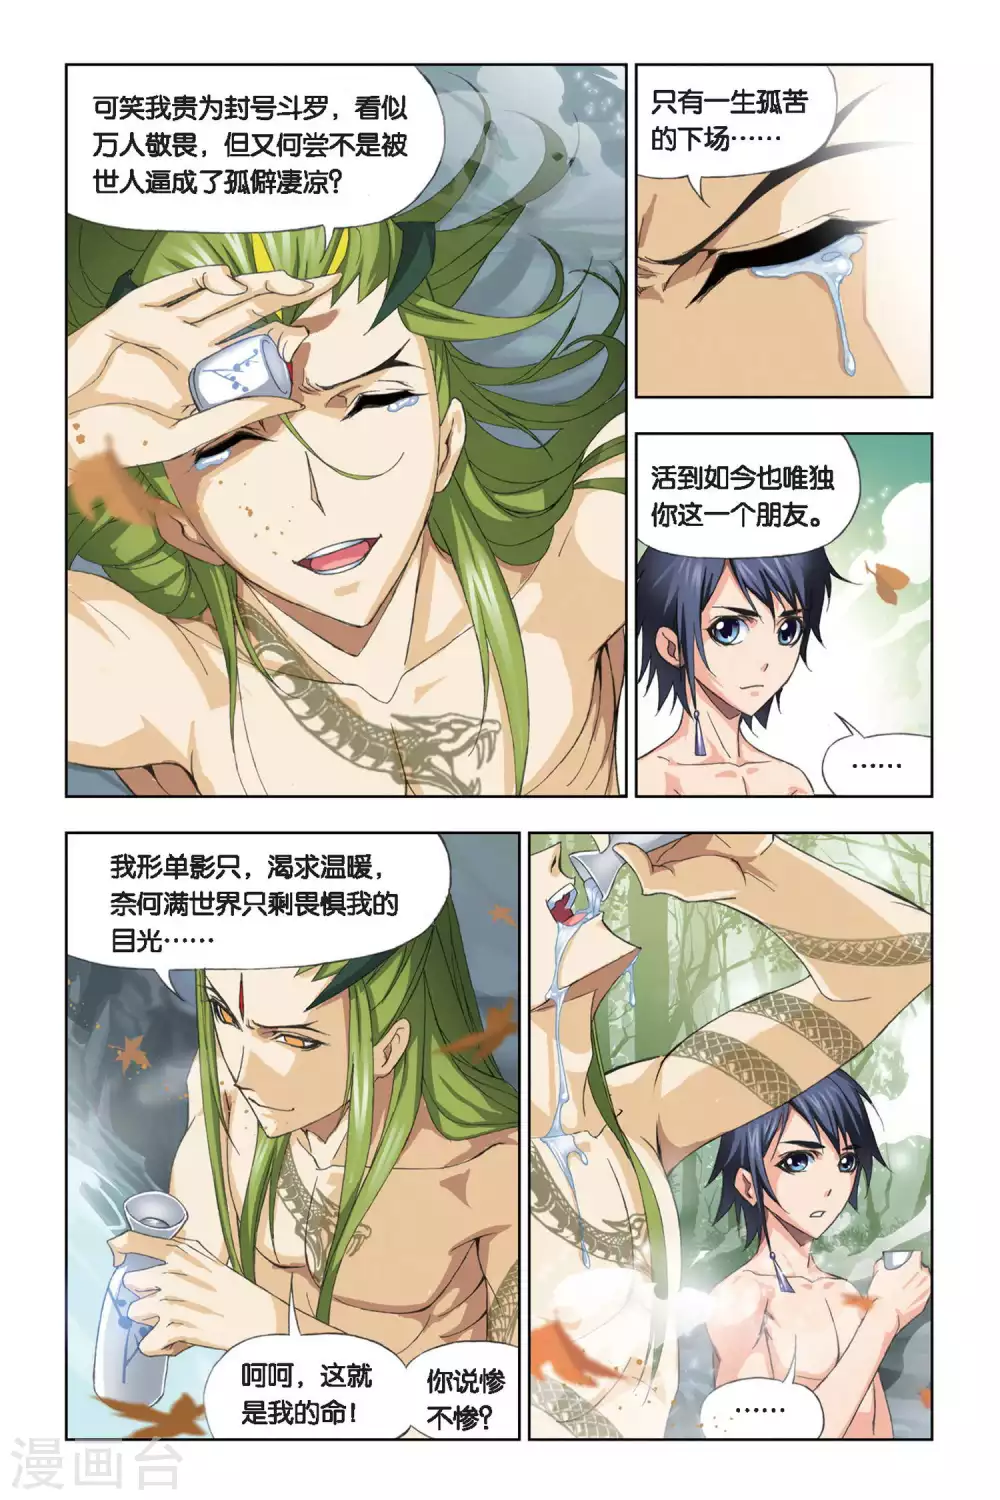 可笑我贵为封号斗罗，看似
万人敬畏，但又何尝不是被
世人逼成了孤僻凄凉？
只有一生孤苦
的下场……
活到如今也唯独
你这一个朋友。
……
我形单影只，渴求温暖，
奈何满世界只剩畏惧我的
目光……
呵呵，这就
是我的命！
你说惨
不惨？
……
漫画台